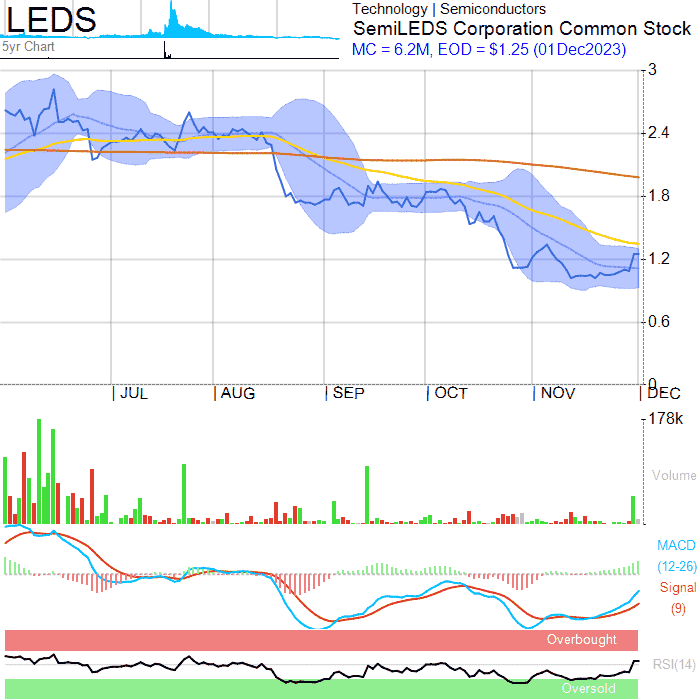 LEDS
5yr Chart
Technology | Semiconductors
SemiLEDS Corporation Common Stock
MC = 6.2M, EOD = $1.25 (01Dec2023)
3
2.4
1.8
1.2
0.6
0
| JUL | AUG | SEP | OCT | NOV | DEC
178k
Volume
MACD
(12-26)
Signal
(9)
Overbought
RSI(14)
Oversold